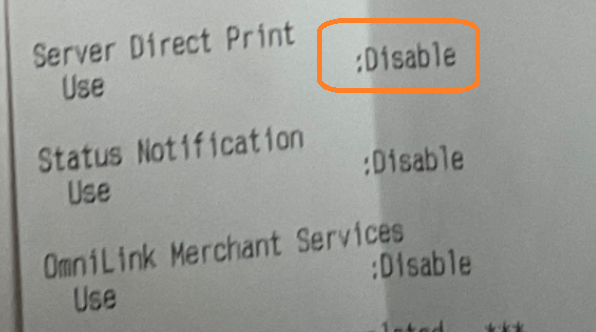 Server Direct Print
Use :Disable
Status Notification
Use :Disable
OmniLink Merchant Services
Use :Disable
***